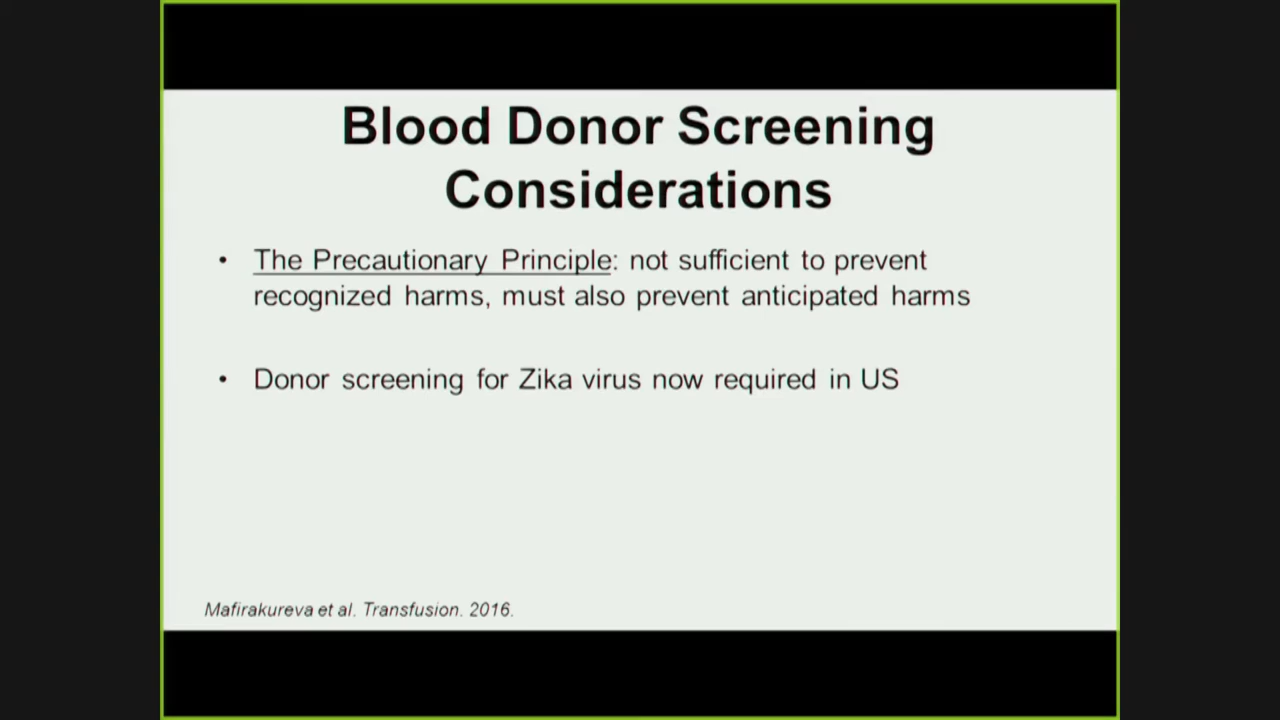 Blood Donor Screening
Considerations
• The Precautionary Principle: not sufficient to prevent
recognized harms, must also prevent anticipated harms
• Donor screening for Zika virus now required in US
Mafirakureva et al. Transfusion. 2016.